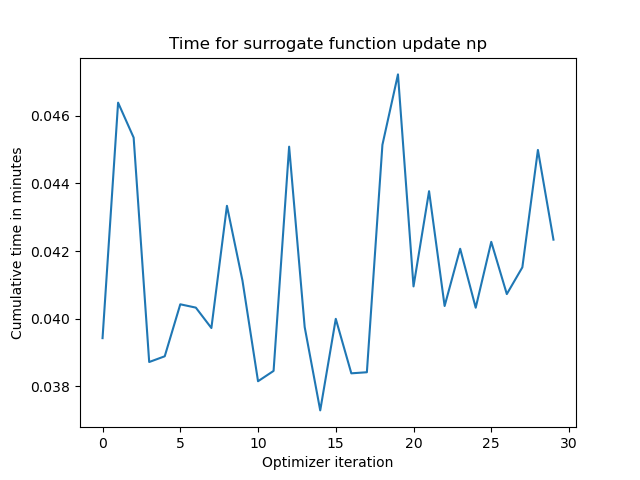 Time for surrogate function update np
Cumulative time in minutes
0.046
0.044
0.042
0.040
0.038
0 5 10 15 20 25 30
Optimizer iteration